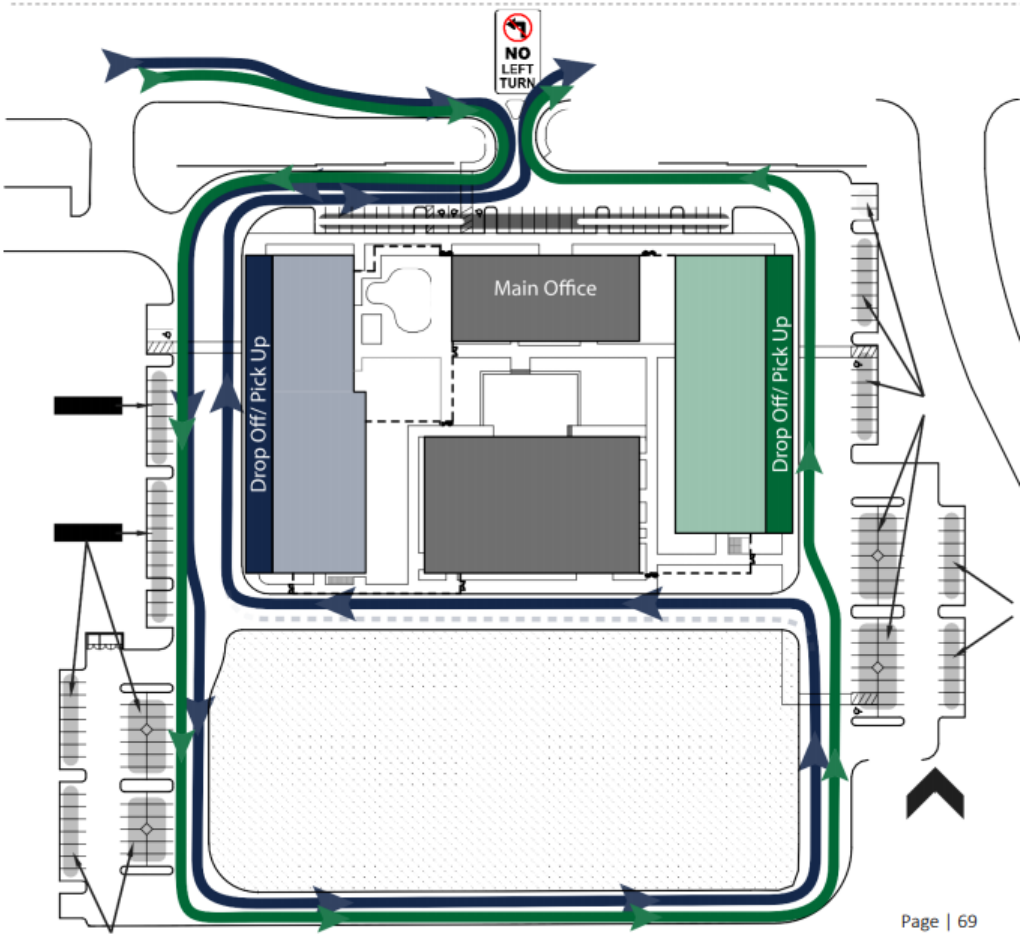 NO
LEFT
TURN
Main Office
Drop Off/ Pick Up
Drop Off/ Pick Up
Page | 69